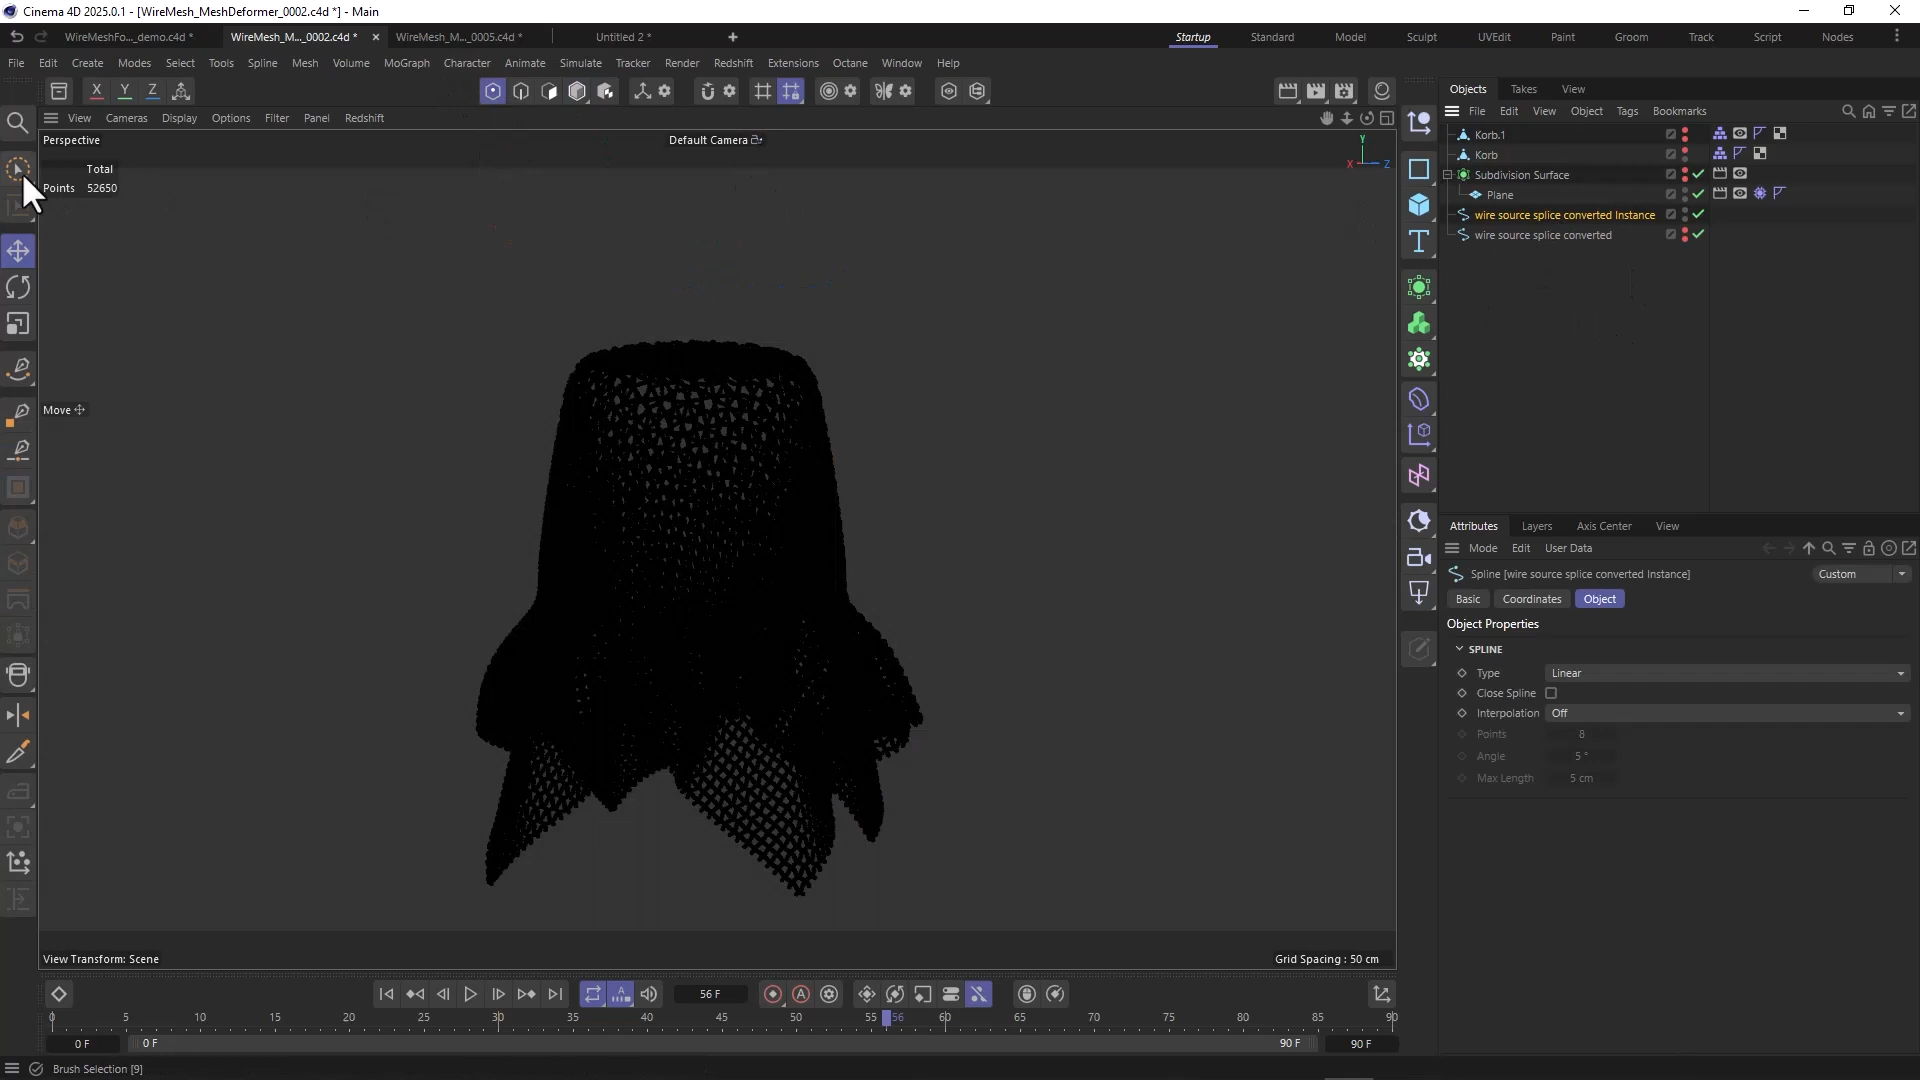 Cinema 4D 2025.0.1 - [WireMesh_MeshDeformer_0002.c4d *] - Main
WireMeshFo..._demo.c4d *
WireMesh_M..._0002.c4d *
WireMesh_M..._0005.c4d *
Untitled 2 *
Startup
Standard
Model
Sculpt
UVEdit
Paint
Groom
Track
Script
Nodes
File Edit Create Modes Select Tools Spline Mesh Volume MoGraph Character Animate Simulate Tracker Render Redshift Extensions Octane Window Help
X Y Z
Objects Takes View
File Edit View Object Tags Bookmarks
View Cameras Display Options Filter Panel Redshift
Perspective
Default Camera
Y
X
Z
Total
Points 52650
Move
Korb.1
Korb
Subdivision Surface
Plane
wire source splice converted Instance
wire source splice converted
Attributes Layers Axis Center View
Mode Edit User Data
Spline [wire source splice converted Instance]
Custom
Basic Coordinates Object
Object Properties
SPLINE
Type Linear
Close Spline
Interpolation Off
Points 8
Angle 5 °
Max Length 5 cm
View Transform: Scene
Grid Spacing : 50 cm
56 F
0 5 10 15 20 25 30 35 40 45 50 55 56 60 65 70 75 80 85 90
0 F
0 F
90 F
90 F
Brush Selection [9]